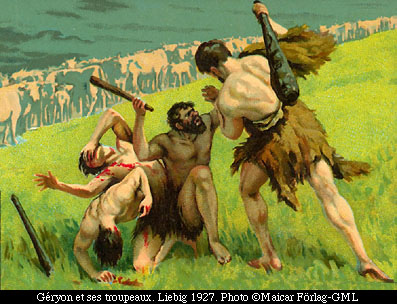 Géryon et ses troupeaux. Liebig 1927. Photo ©Maicar Förlag-GML